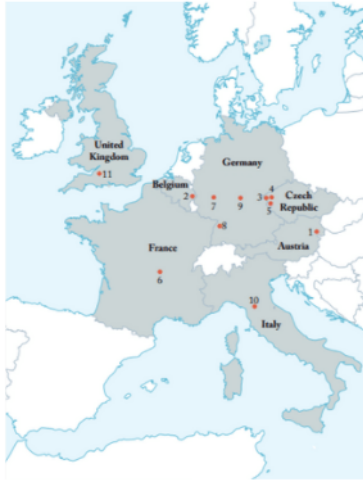 United
Kingdom
11
Germany
Belgium
2
7
9
3
4
5
Czech
Republic
8
1
Austria
France
6
10
Italy